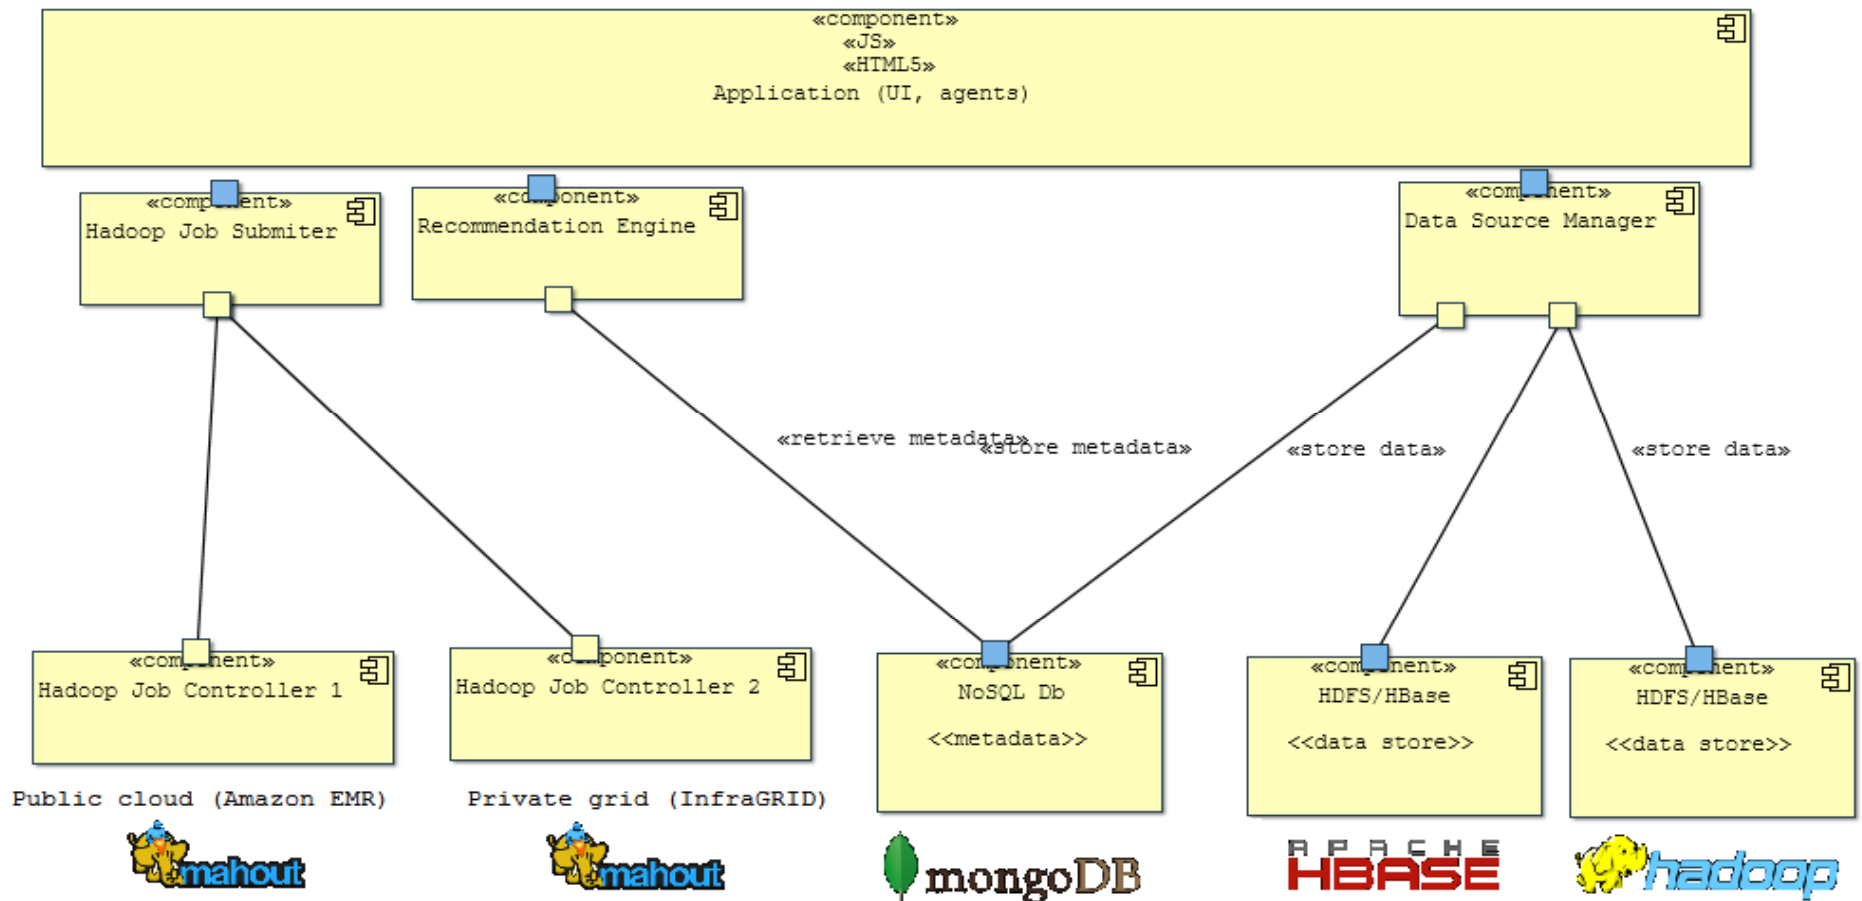 «component»
«JS»
«HTML5»
Application (UI, agents)
«component»
Hadoop Job Submiter
«component»
Recommendation Engine
«component»
Data Source Manager
«retrieve metadata»
«store metadata»
«store data»
«store data»
«component»
Hadoop Job Controller 1
«component»
Hadoop Job Controller 2
«component»
NoSQL Db
<<metadata>>
«component»
HDFS/HBase
<<data store>>
«component»
HDFS/HBase
<<data store>>
Public cloud (Amazon EMR)
Private grid (InfraGRID)
mahout
mahout
mongoDB
APACHE
HBASE
hadoop